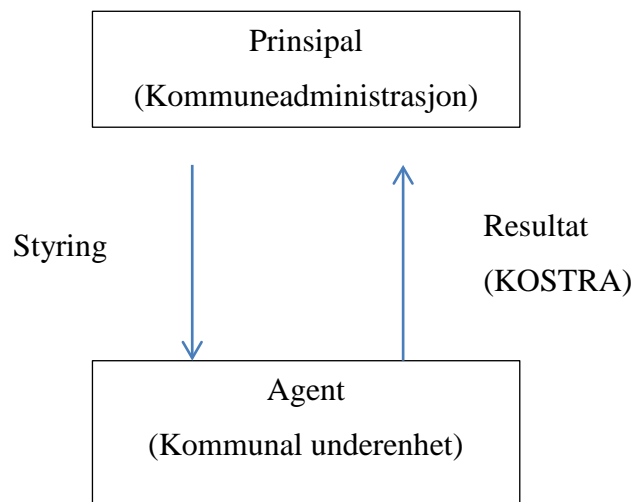 Prinsipal
(Kommuneadministrasjon)
Styring
Resultat
(KOSTRA)
Agent
(Kommunal underenhet)